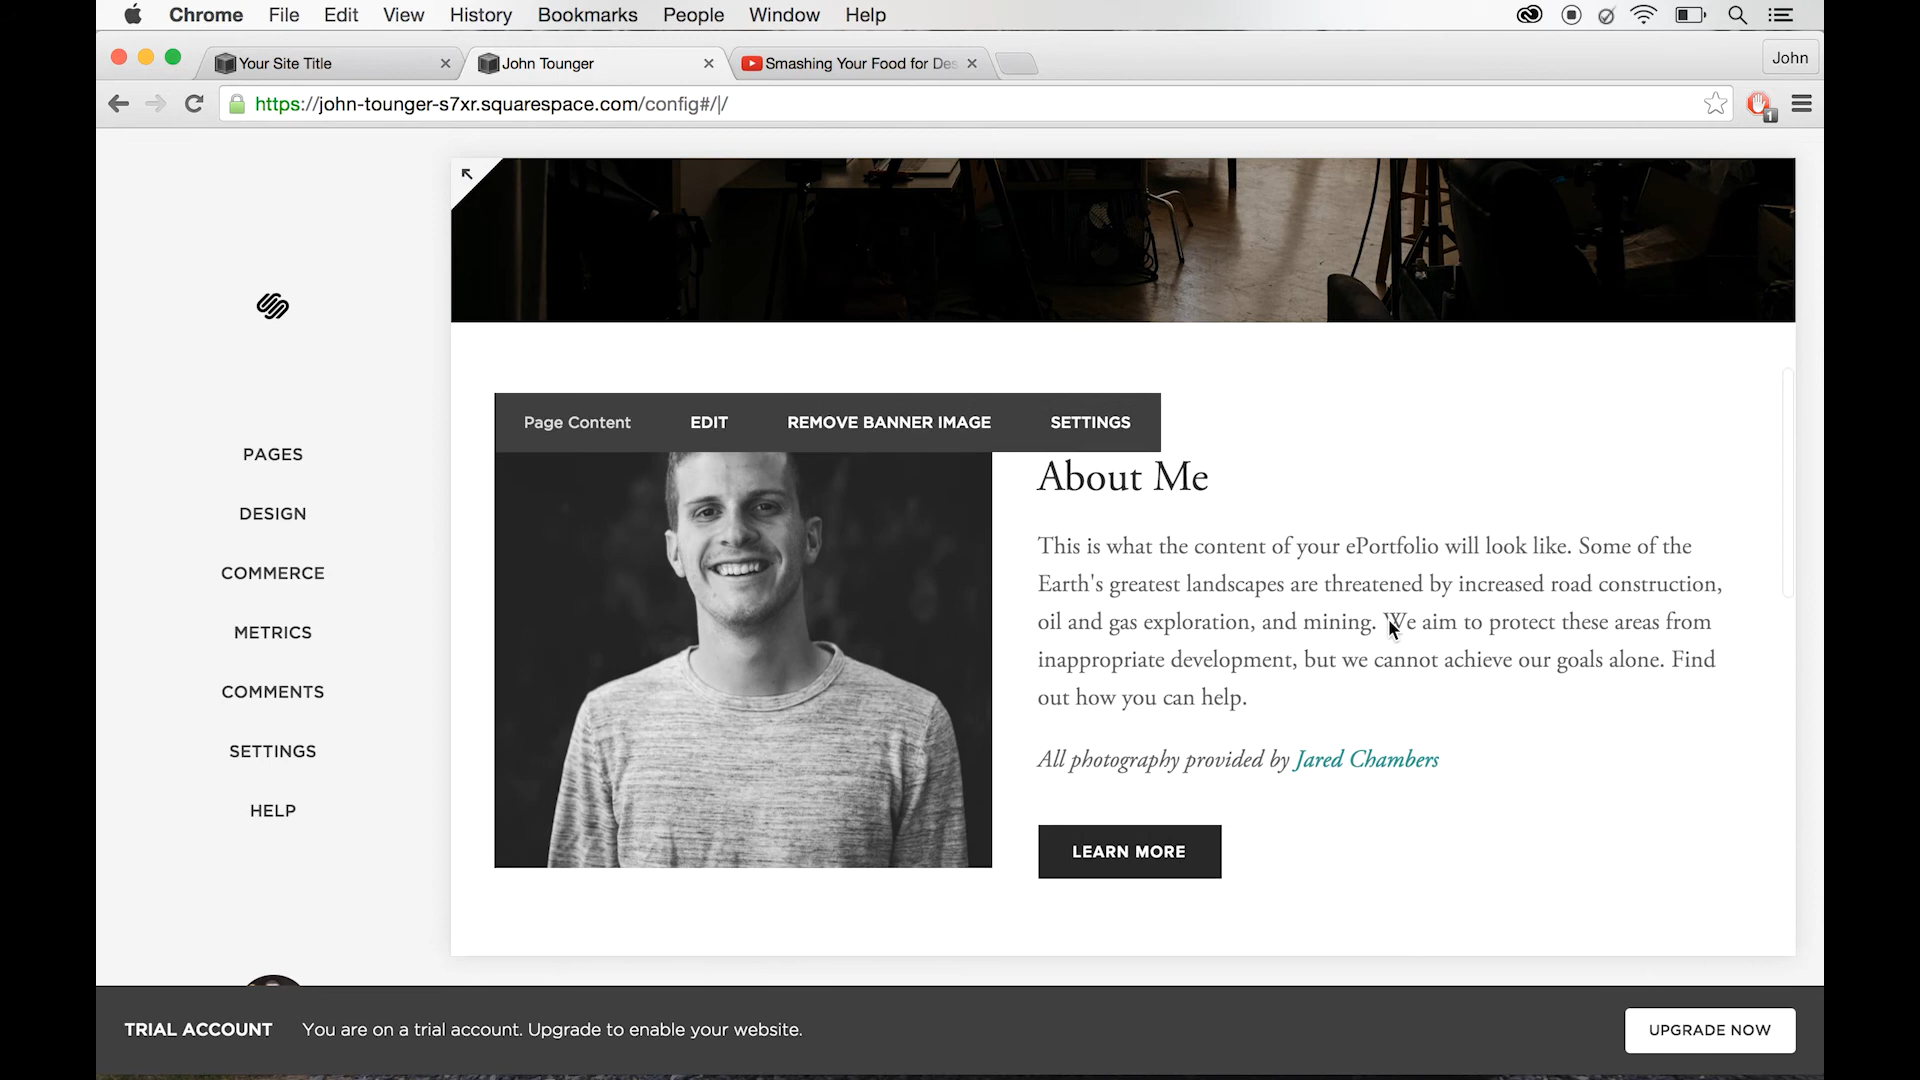 Chrome File Edit View History Bookmarks People Window Help
Your Site Title
John Tounger
Smashing Your Food for Des
John
https://john-tounger-s7xr.squarespace.com/config#/|/
1
PAGES
DESIGN
COMMERCE
METRICS
COMMENTS
SETTINGS
HELP
Page Content EDIT REMOVE BANNER IMAGE SETTINGS
About Me
This is what the content of your ePortfolio will look like. Some of the
Earth's greatest landscapes are threatened by increased road construction,
oil and gas exploration, and mining. We aim to protect these areas from
inappropriate development, but we cannot achieve our goals alone. Find
out how you can help.
All photography provided by Jared Chambers
LEARN MORE
TRIAL ACCOUNT You are on a trial account. Upgrade to enable your website.
UPGRADE NOW